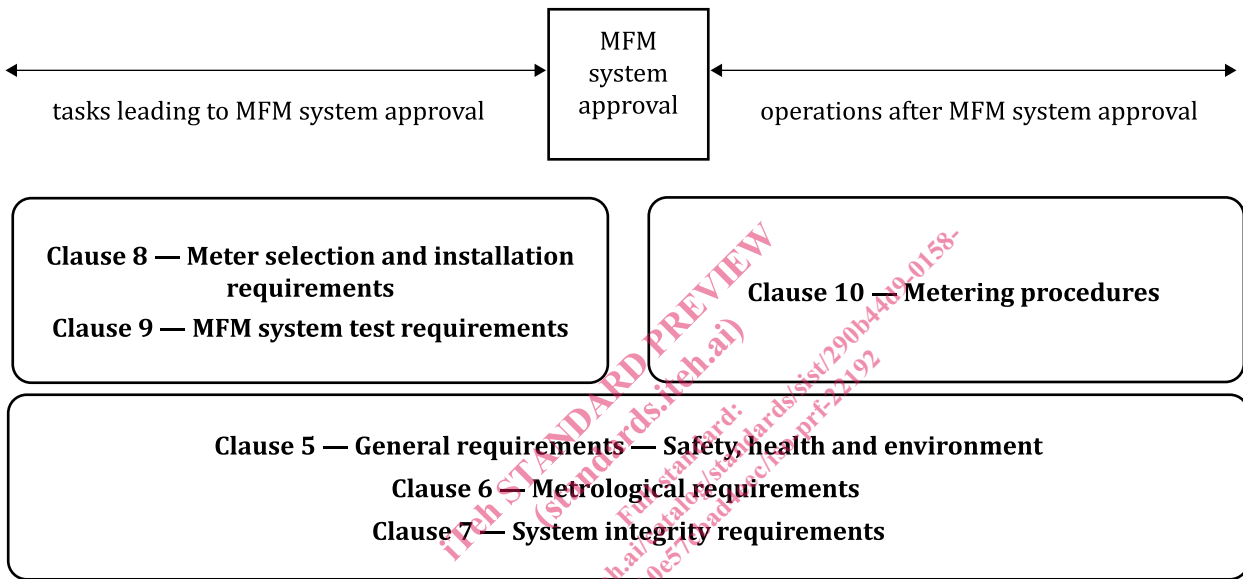 MFM
system
approval
tasks leading to MFM system approval
operations after MFM system approval
Clause 8 — Meter selection and installation
requirements
Clause 9 — MFM system test requirements
Clause 10 — Metering procedures
Clause 5 — General requirements — Safety, health and environment
Clause 6 — Metrological requirements
Clause 7 — System integrity requirements
iTeh STANDARD PREVIEW
(standards.iteh.ai)
Full standard: